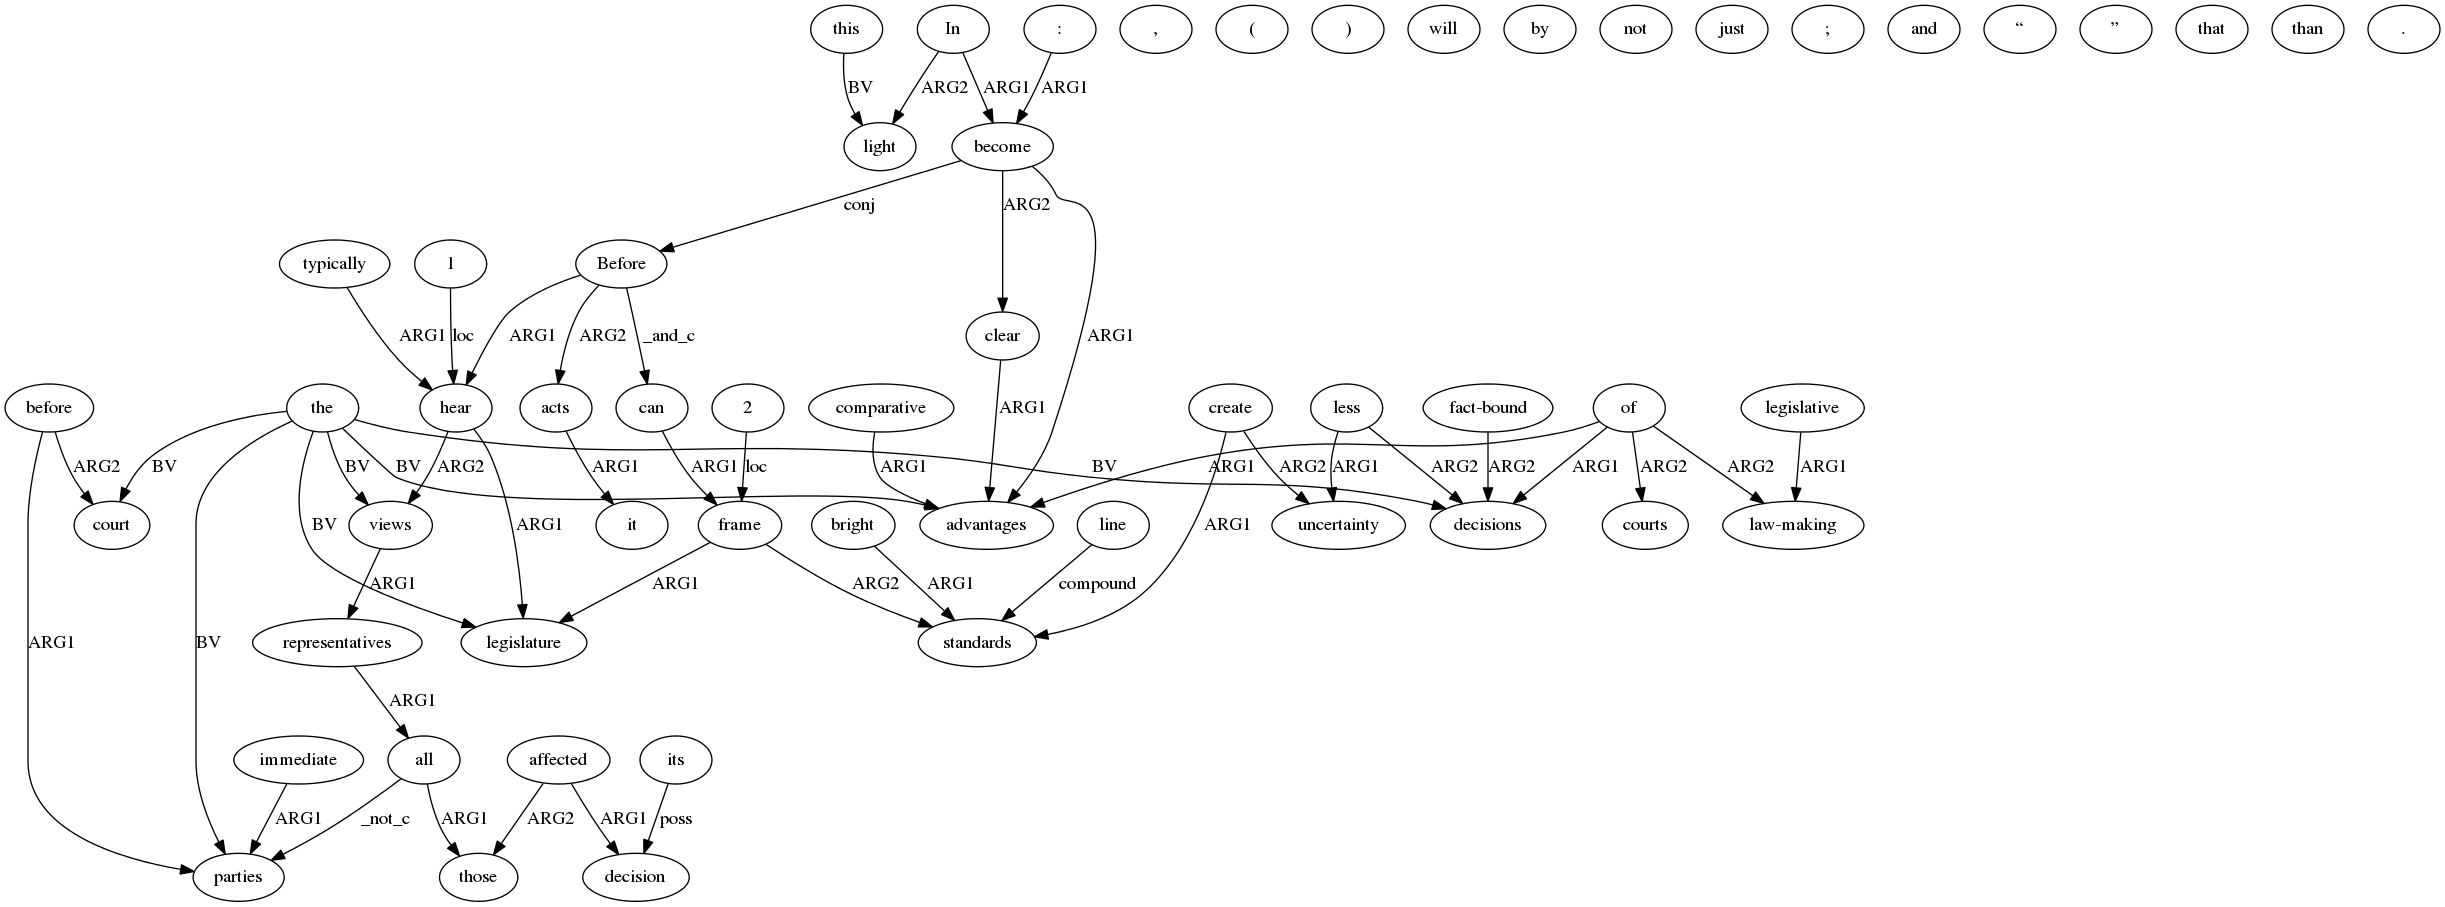 this In : , ( ) will by not just ; and “ ” that than .
BV ARG2 ARG1 ARG1
light become
conj ARG2
typically 1 Before
ARG1 loc ARG1 ARG2 _and_c clear ARG1
before the hear acts can 2 comparative create less fact-bound of legislative
ARG2 BV BV BV ARG2 ARG1 ARG1 loc ARG1 ARG1 BV ARG1 ARG2 ARG1 ARG2 ARG2 ARG1 ARG2 ARG2 ARG1
court views it frame bright advantages line uncertainty decisions courts law-making
BV ARG1 ARG1
ARG1 ARG1 ARG2 ARG1 compound
ARG1 BV representatives legislature standards
ARG1
immediate all affected its
ARG1 _not_c ARG1 ARG2 ARG1 poss
parties those decision